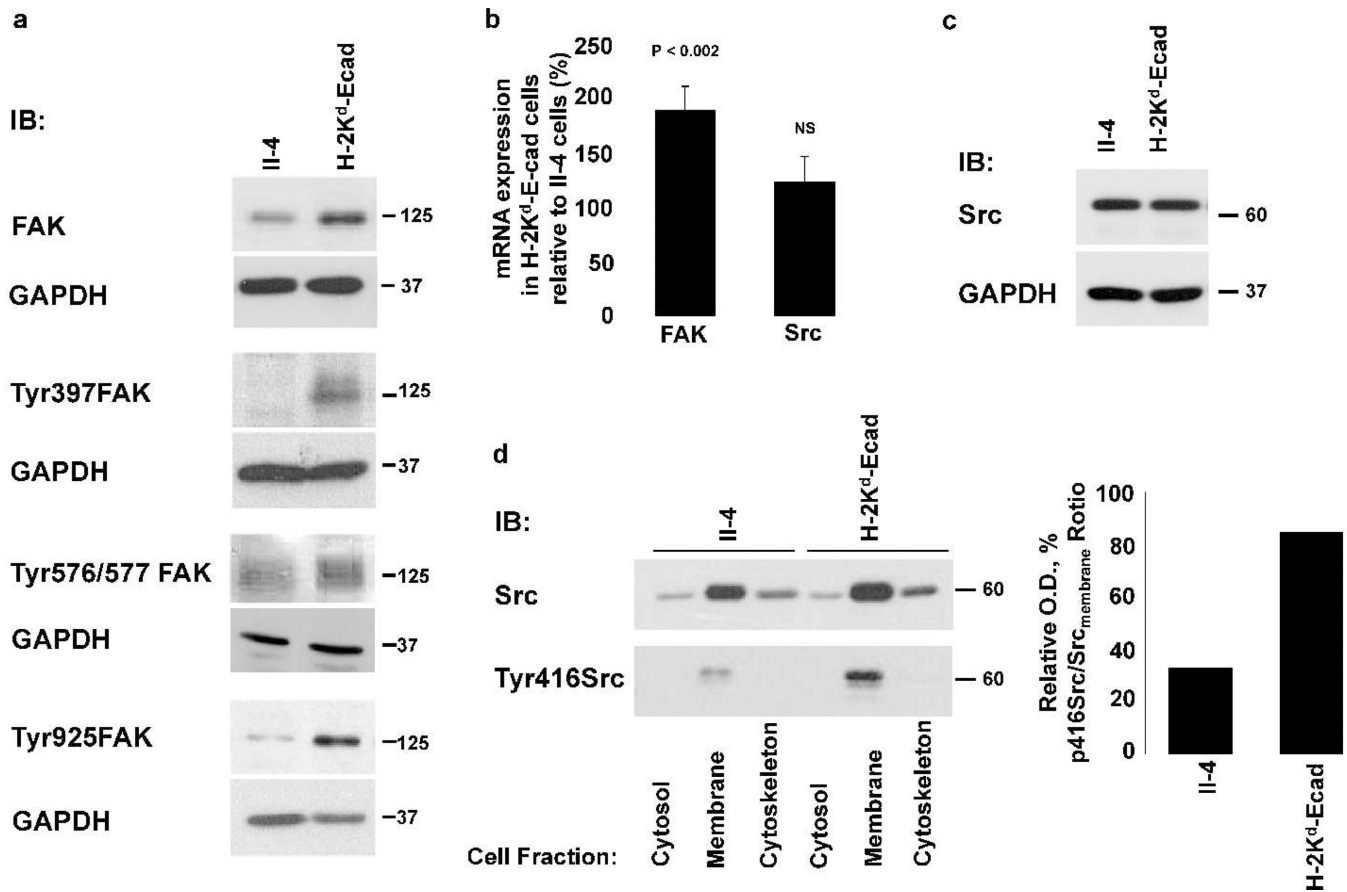 a
IB:
II-4
H-2Kᵈ-Ecad
FAK
–125
GAPDH
–37
Tyr397FAK
–125
GAPDH
–37
Tyr576/577 FAK
–125
GAPDH
–37
Tyr925FAK
–125
GAPDH
–37
b
mRNA expression
in H-2Kᵈ-E-cad cells
relative to II-4 cells (%)
250
200
150
100
50
0
P < 0.002
NS
FAK
Src
c
II-4
H-2Kᵈ-Ecad
IB:
Src
– 60
GAPDH
– 37
d
IB:
II-4
H-2Kᵈ-Ecad
Src
– 60
Tyr416Src
– 60
Cell Fraction:
Cytosol
Membrane
Cytoskeleton
Cytosol
Membrane
Cytoskeleton
Relative O.D., %
p416Src/Src membrane Rotio
100
80
60
40
20
0
II-4
H-2Kᵈ-Ecad